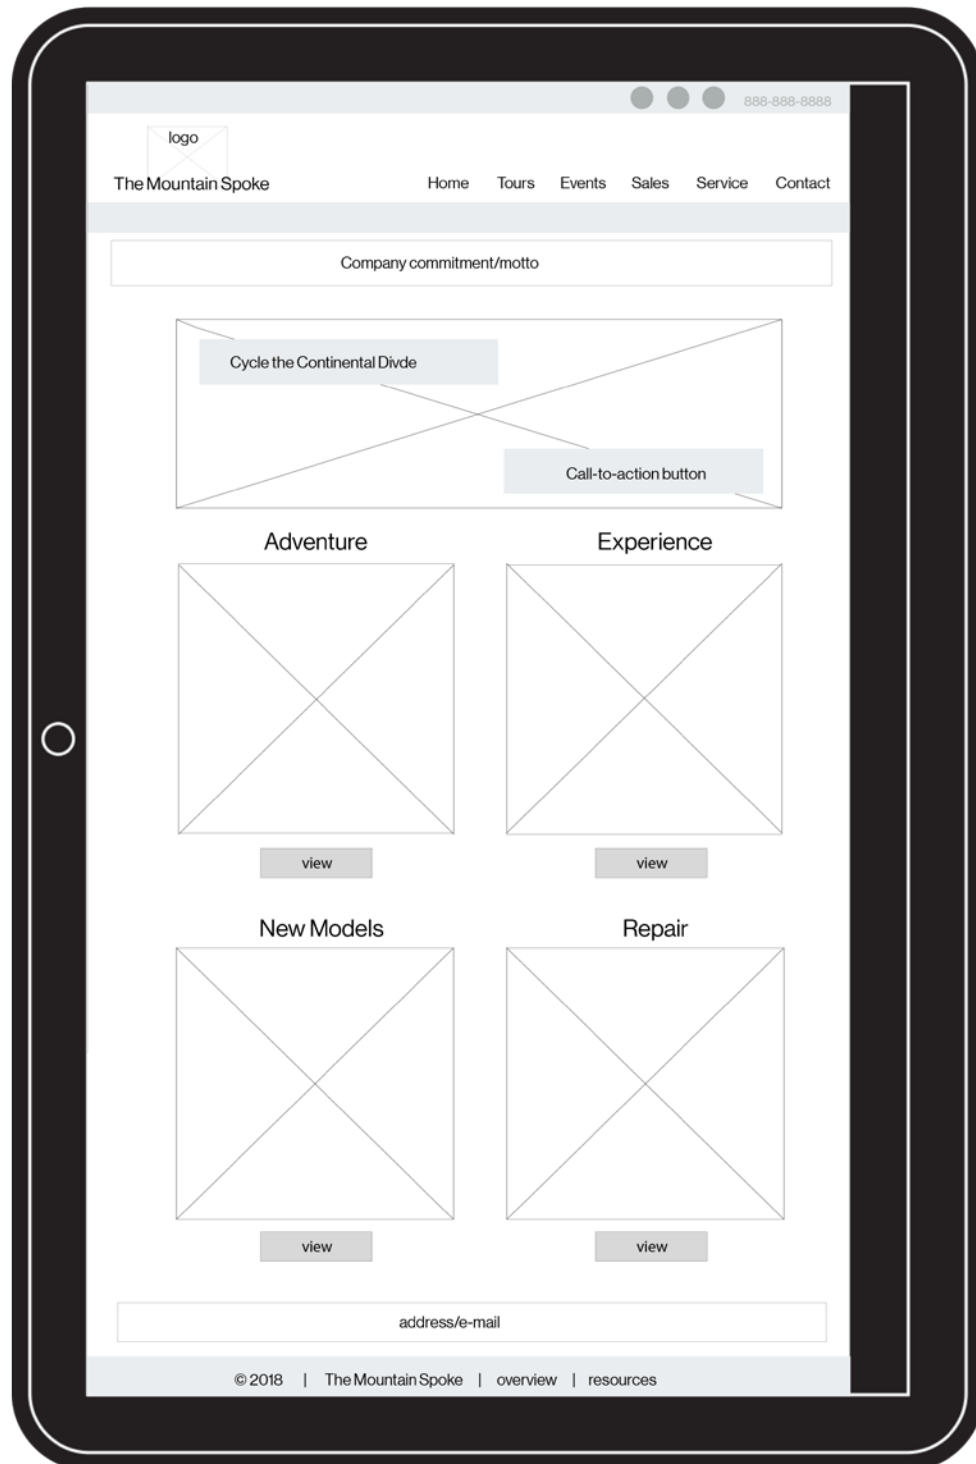 888-888-8888
logo
The Mountain Spoke
Home Tours Events Sales Service Contact
Company commitment/motto
Cycle the Continental Divde
Call-to-action button
Adventure Experience
view view
New Models Repair
view view
address/e-mail
© 2018 | The Mountain Spoke | overview | resources